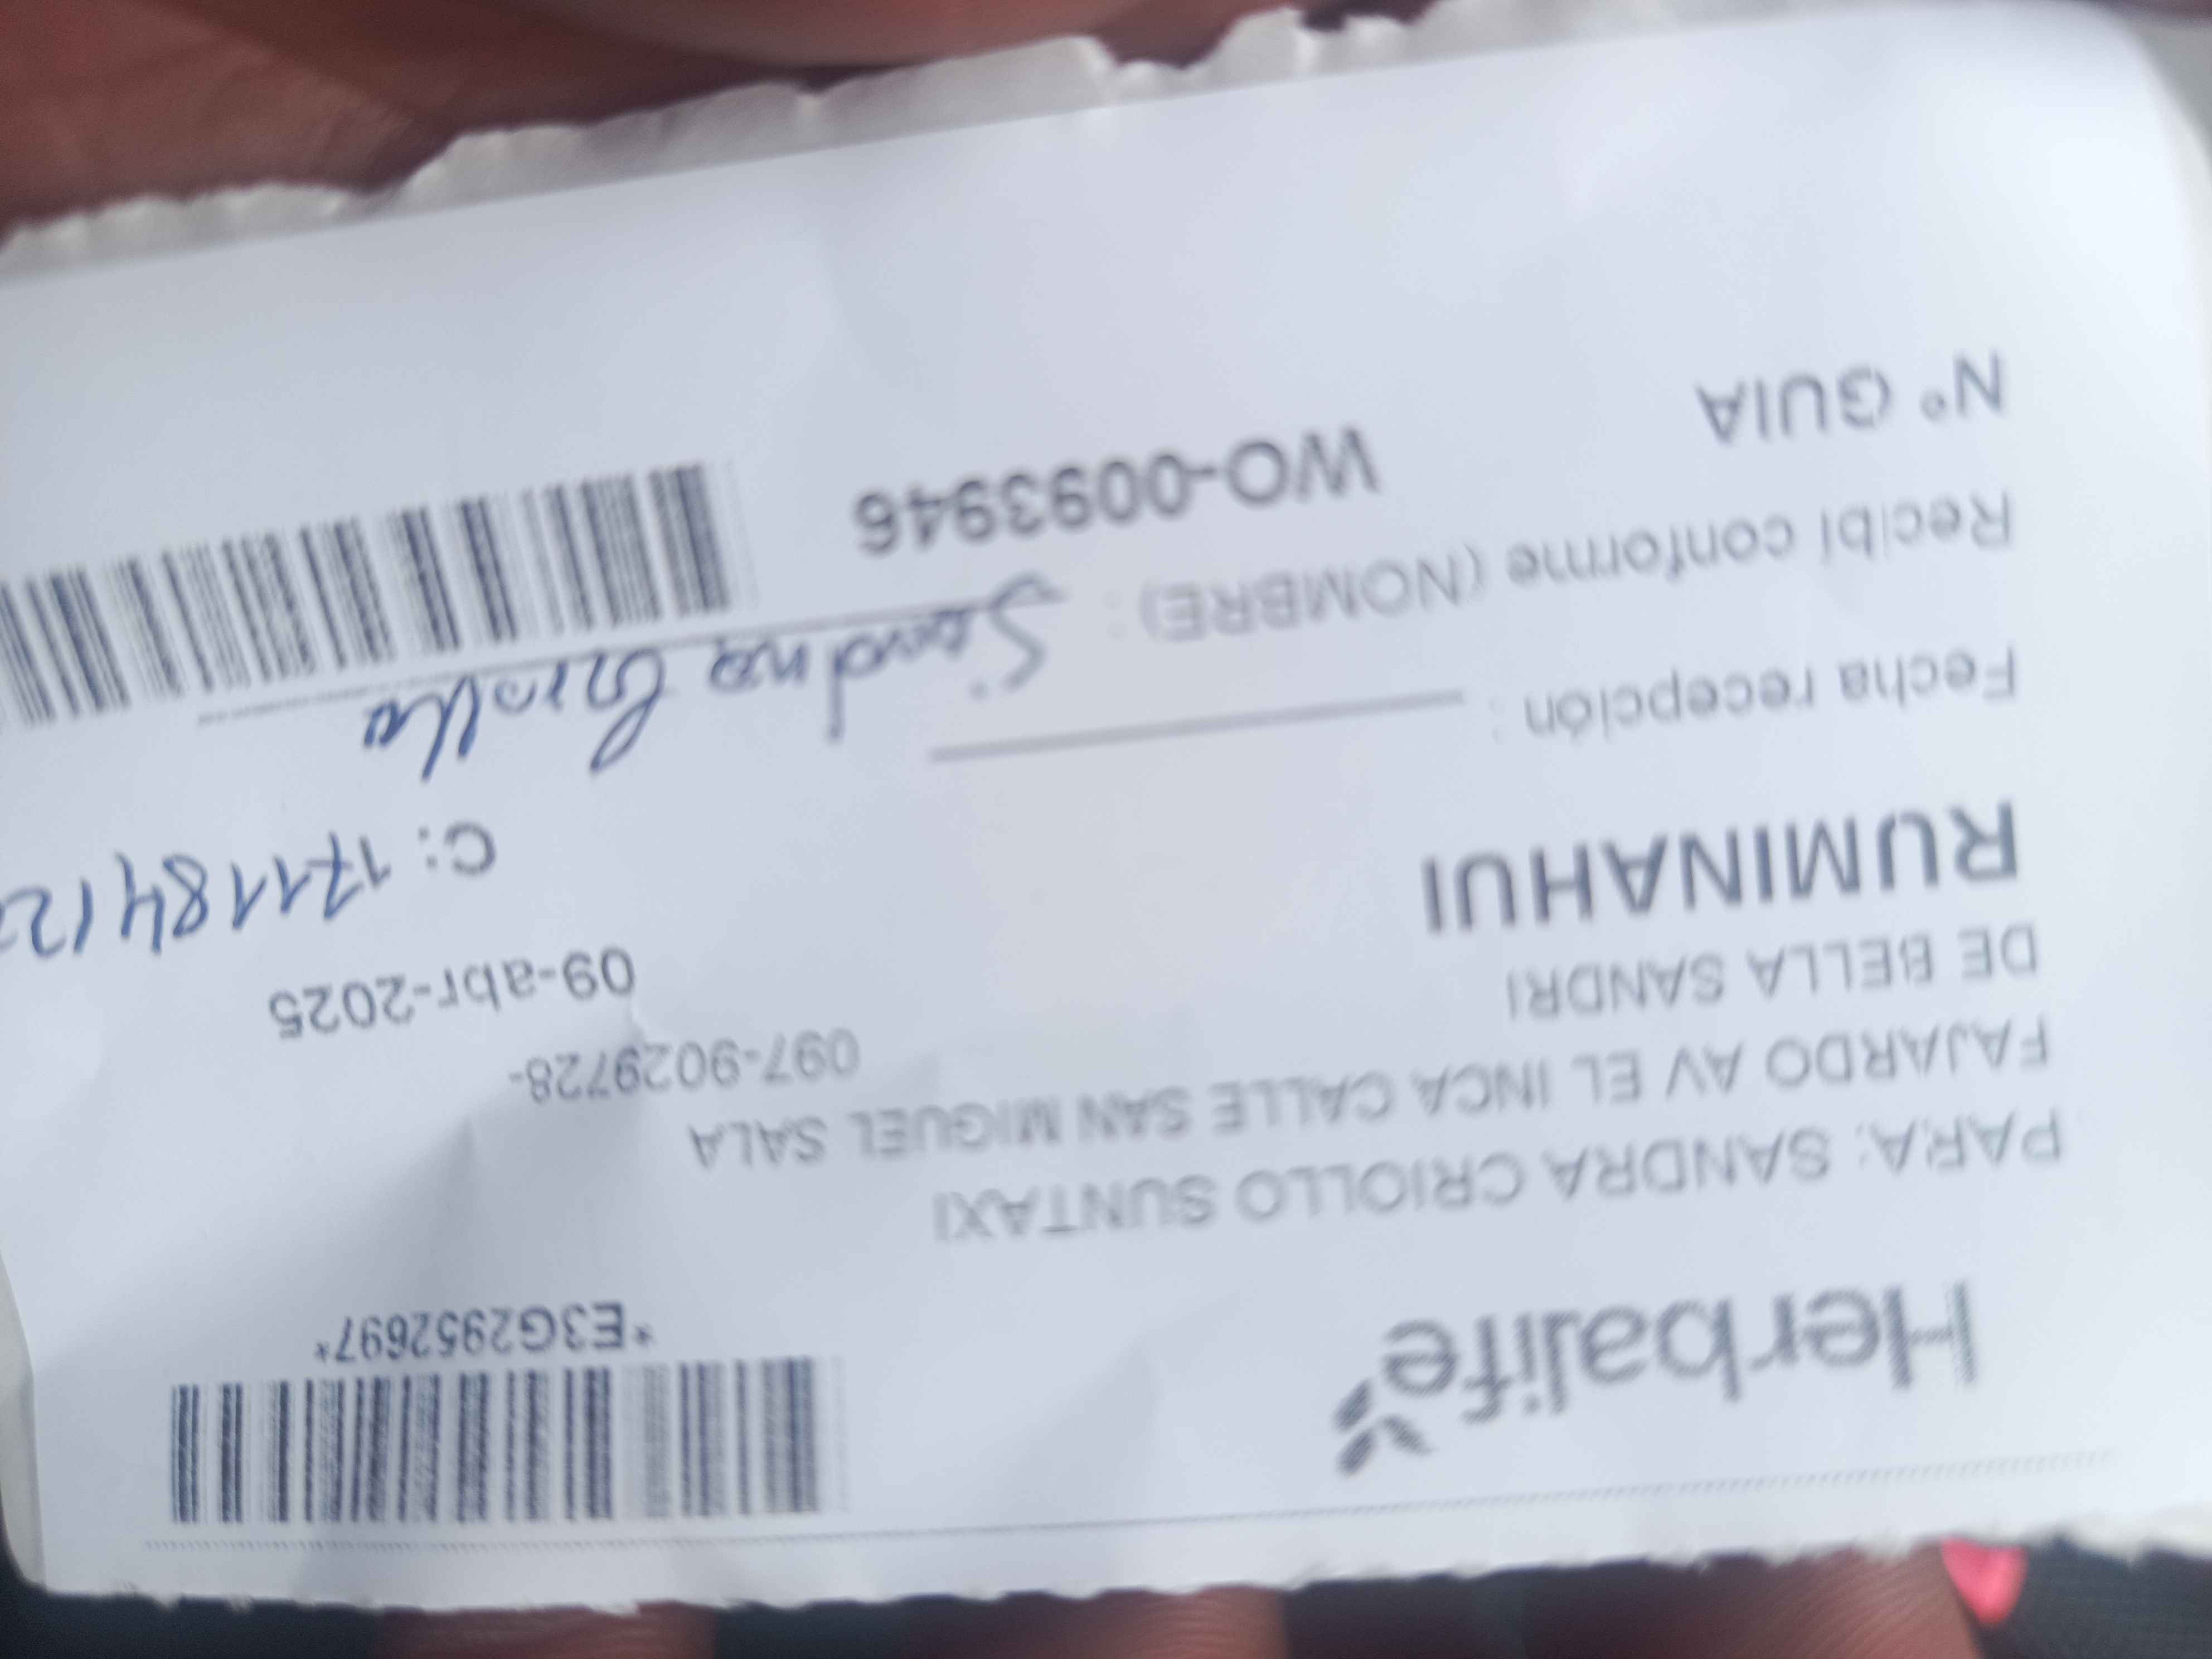 Herbalife
*E3G2952697*
PARA: SANDRA CRIOLLO SUNTAXI
FAJARDO AV EL INCA CALLE SAN MIGUEL SALA
DE BELLA SANDRI
097-9029728-
RUMINAHUI
09-abr-2025
C: 17118412
Fecha recepción :
Recibí conforme (NOMBRE) : Sandra Criollo
N° GUIA
WO-0093946